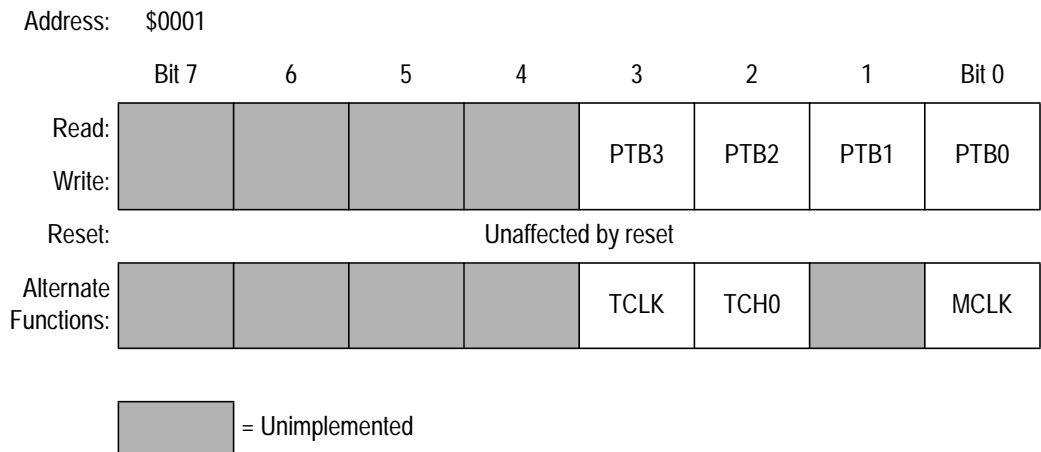 Address: $0001
Bit 7 6 5 4 3 2 1 Bit 0
Read:
PTB3 PTB2 PTB1 PTB0
Write:
Reset: Unaffected by reset
Alternate
Functions:
TCLK TCH0 MCLK
= Unimplemented